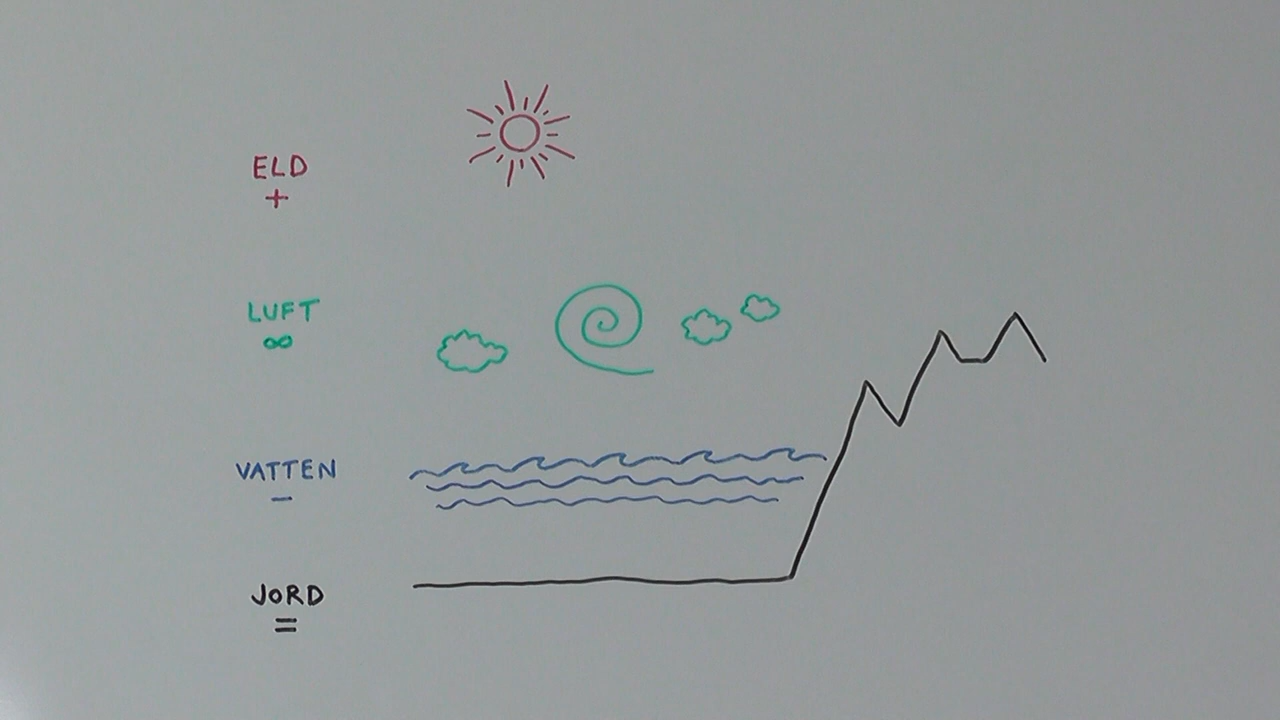 ELD
+
LUFT
∞
VATTEN
−
JORD
=